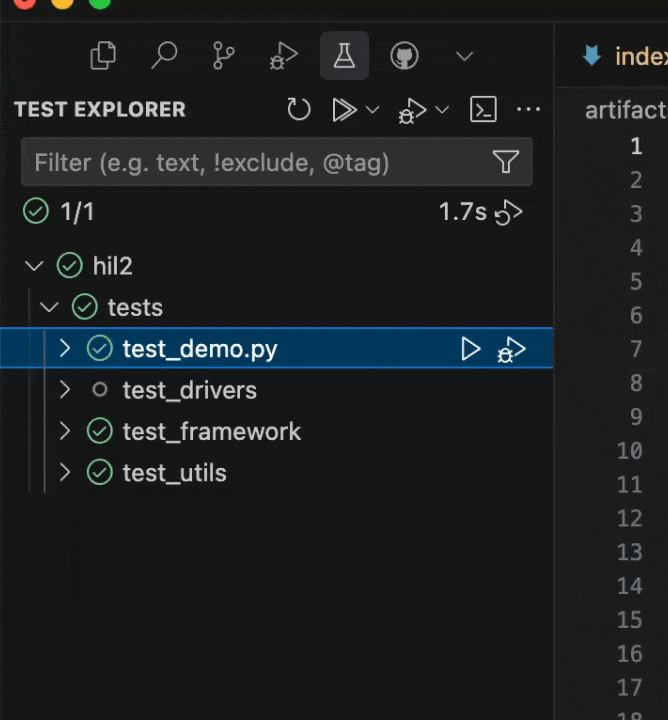 index
TEST EXPLORER
artifact
Filter (e.g. text, !exclude, @tag)
1/1 1.7s
hil2
tests
test_demo.py
test_drivers
test_framework
test_utils
1
2
3
4
5
6
7
8
9
10
11
12
13
14
15
16
17
18